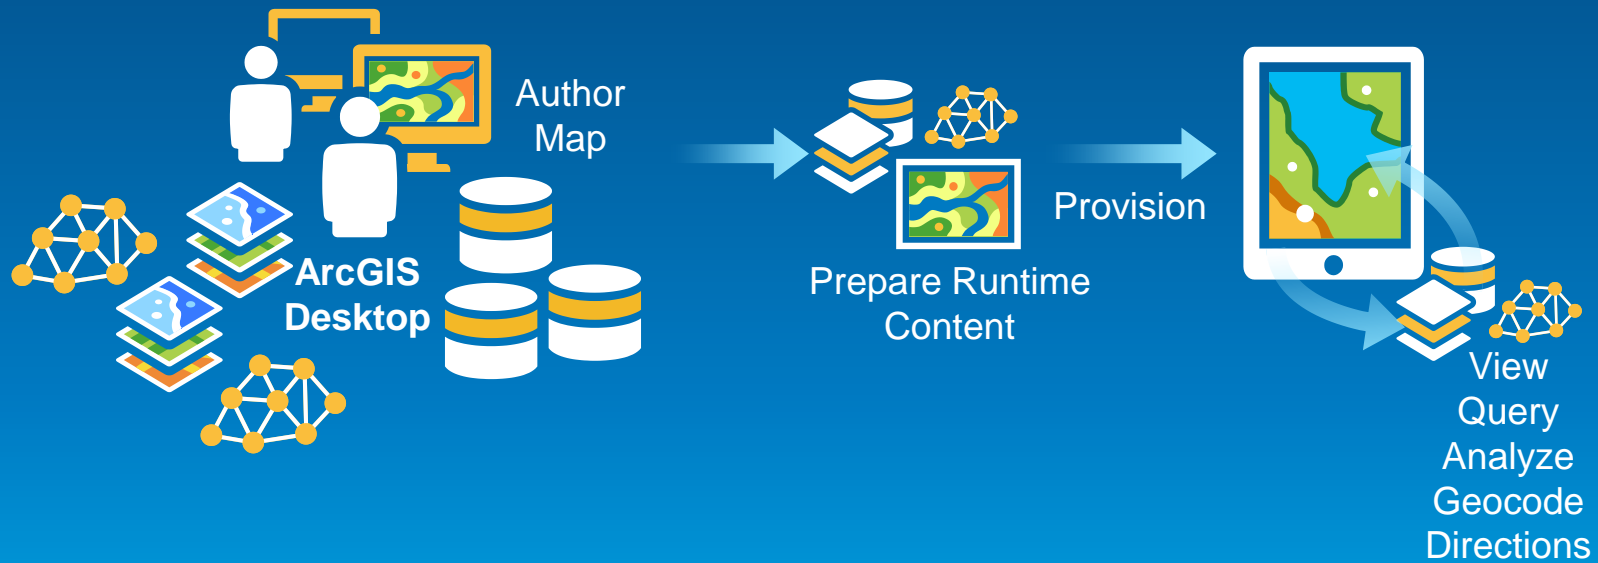 Author
Map
ArcGIS
Desktop
Prepare Runtime
Content
Provision
View
Query
Analyze
Geocode
Directions